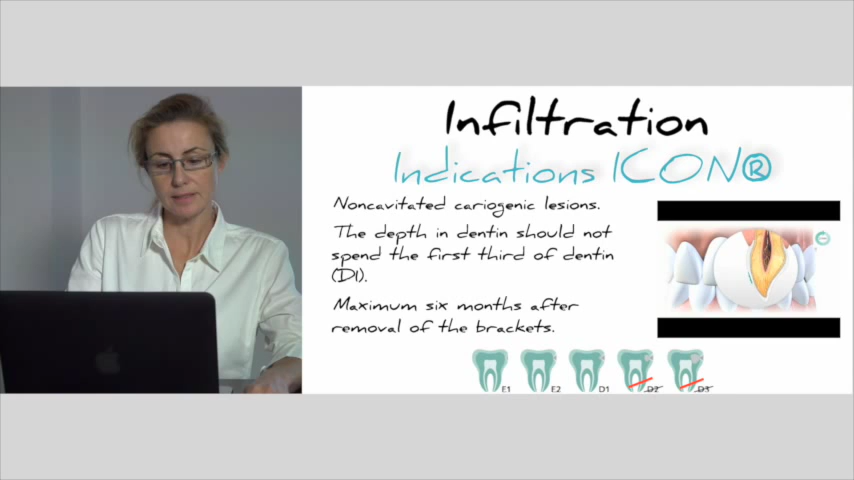 Infiltration
Indications ICON®
Noncavitated cariogenic lesions.
The depth in dentin should not
spend the first third of dentin
(D1).
Maximum six months after
removal of the brackets.
E1 E2 D1 D2 D3